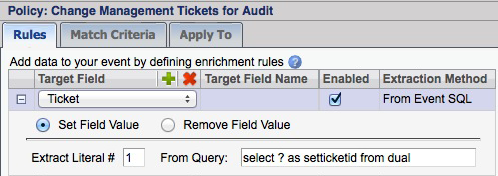 Policy: Change Management Tickets for Audit
Rules Match Criteria Apply To
Add data to your event by defining enrichment rules ?
Target Field Target Field Name Enabled Extraction Method
Ticket From Event SQL
Set Field Value Remove Field Value
Extract Literal # 1 From Query: select ? as setticketid from dual